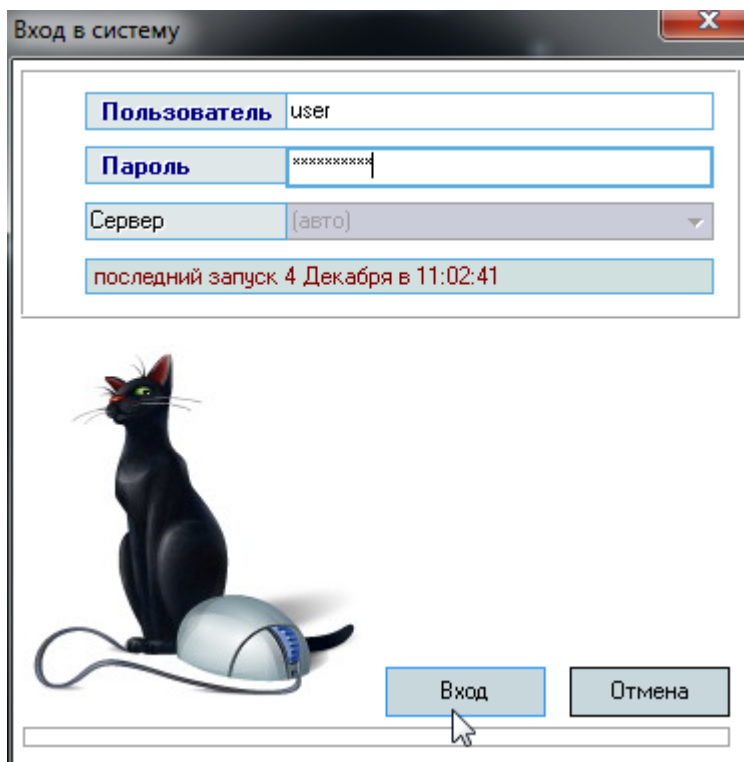 Вход в систему
Пользователь user
Пароль **********
Сервер (авто)
последний запуск 4 Декабря в 11:02:41
Вход Отмена